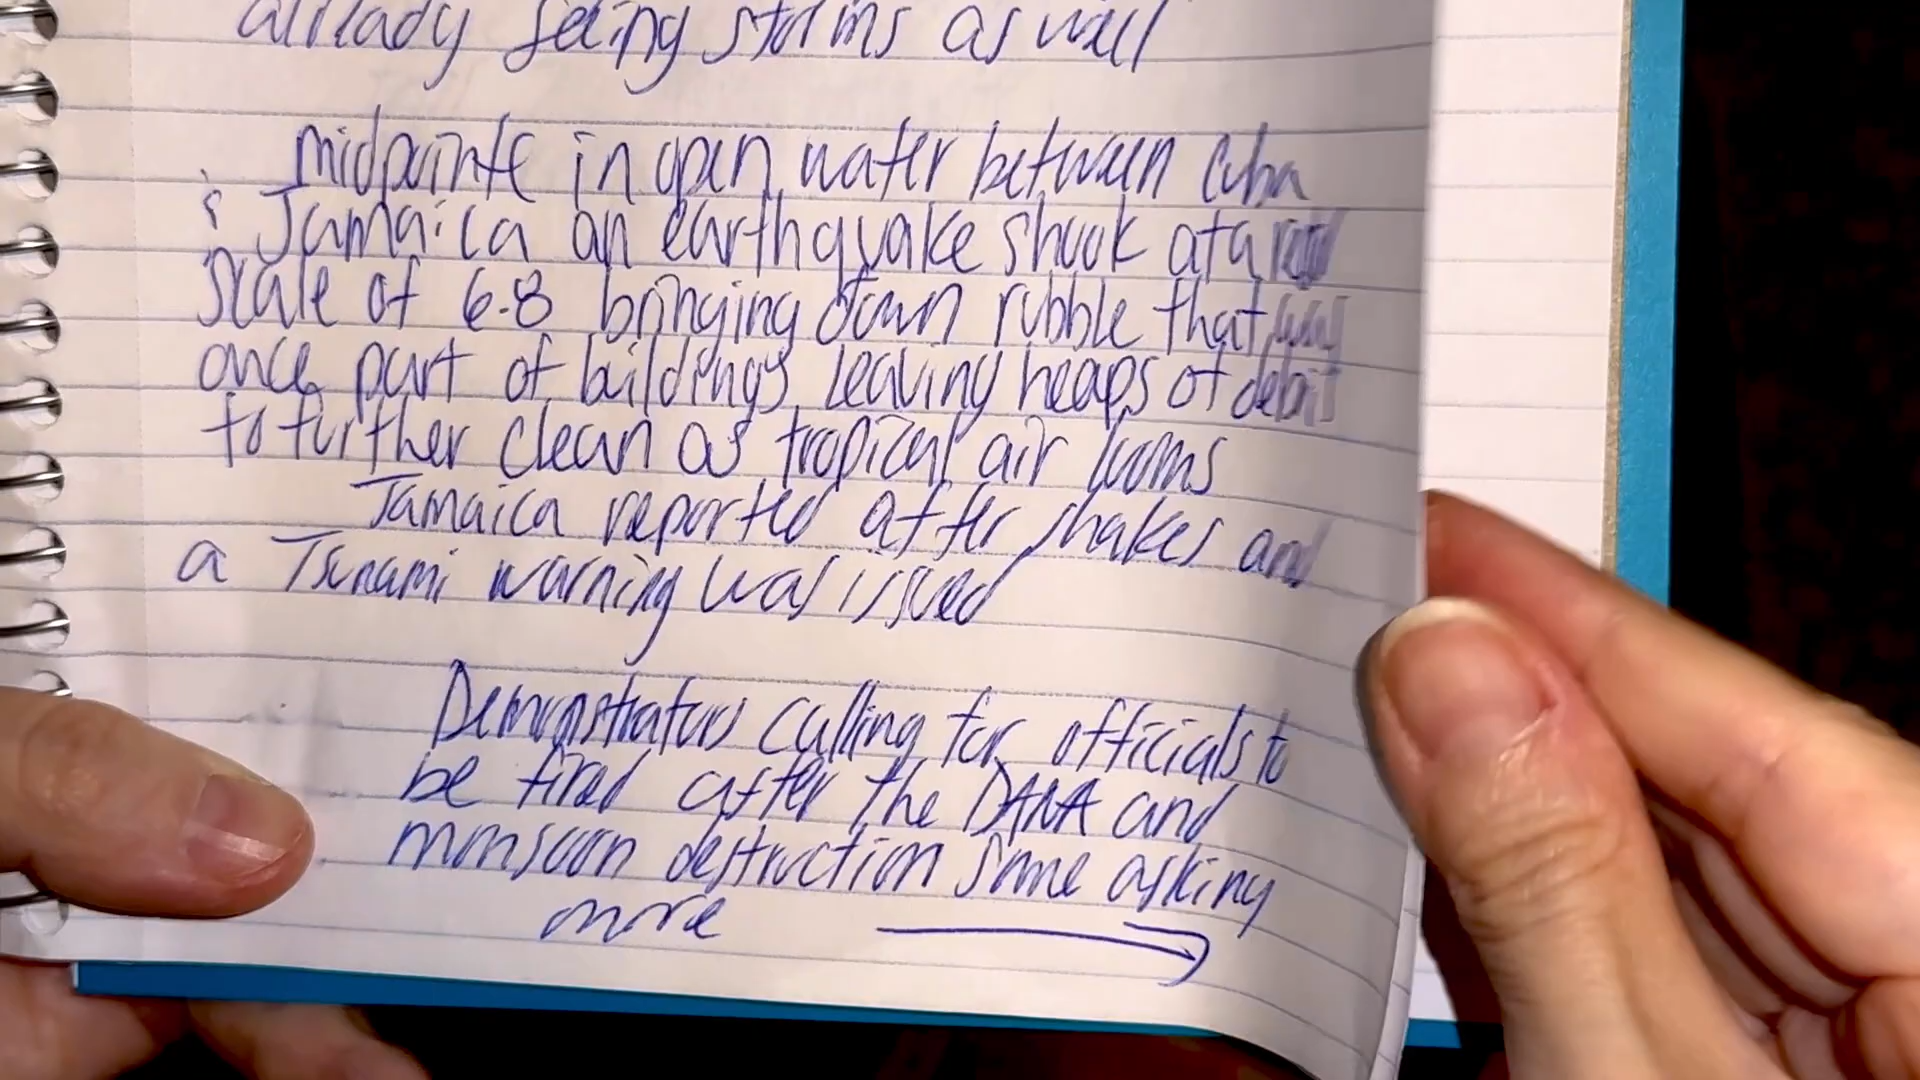 already seeing storms as well
midpointe in open water between Cuba
& Jamaica an earthquake shook at a
scale of 6.8 bringing down rubble that
once part of buildings leaving heaps of debris
to further clean as tropical air looms
Jamaica reported after shakes and
a Tsunami warning was issued
Demonstrators calling for officials to
be fired after the DANA and
monsoon destruction some asking
more